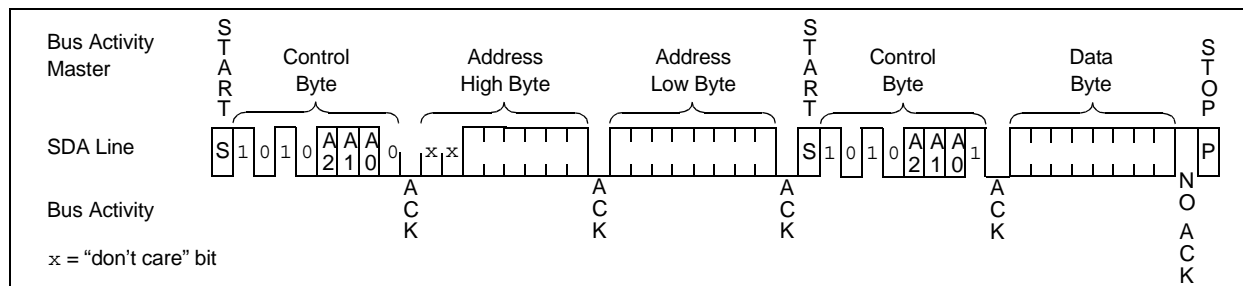 Bus Activity
Master
START
Control
Byte
Address
High Byte
Address
Low Byte
START
Control
Byte
Data
Byte
STOP
SDA Line
S 1 0 1 0 A2 A1 A0 0 x x S 1 0 1 0 A2 A1 A0 1 P
Bus Activity
ACK
ACK
ACK
ACK
NO ACK
x = “don’t care” bit